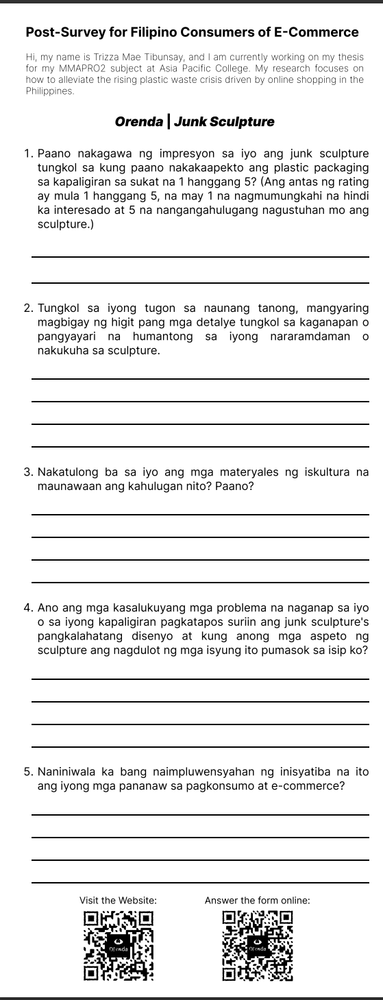 Post-Survey for Filipino Consumers of E-Commerce
Hi, my name is Trizza Mae Tibunsay, and I am currently working on my thesis
for my MMAPRO2 subject at Asia Pacific College. My research focuses on
how to alleviate the rising plastic waste crisis driven by online shopping in the
Philippines.
Orenda | Junk Sculpture
1. Paano nakagawa ng impresyon sa iyo ang junk sculpture
tungkol sa kung paano nakakaapekto ang plastic packaging
sa kapaligiran sa sukat na 1 hanggang 5? (Ang antas ng rating
ay mula 1 hanggang 5, na may 1 na nagmumungkahi na hindi
ka interesado at 5 na nangangahulugang nagustuhan mo ang
sculpture.)
2. Tungkol sa iyong tugon sa naunang tanong, mangyaring
magbigay ng higit pang mga detalye tungkol sa kaganapan o
pangyayari na humantong sa iyong nararamdaman o
nakukuha sa sculpture.
3. Nakatulong ba sa iyo ang mga materyales ng iskultura na
maunawaan ang kahulugan nito? Paano?
4. Ano ang mga kasalukuyang mga problema na naganap sa iyo
o sa iyong kapaligiran pagkatapos suriin ang junk sculpture's
pangkalahatang disenyo at kung anong mga aspeto ng
sculpture ang nagdulot ng mga isyung ito pumasok sa isip ko?
5. Naniniwala ka bang naimpluwensyahan ng inisyatiba na ito
ang iyong mga pananaw sa pagkonsumo at e-commerce?
Visit the Website:
Answer the form online:
Orenda
Orenda